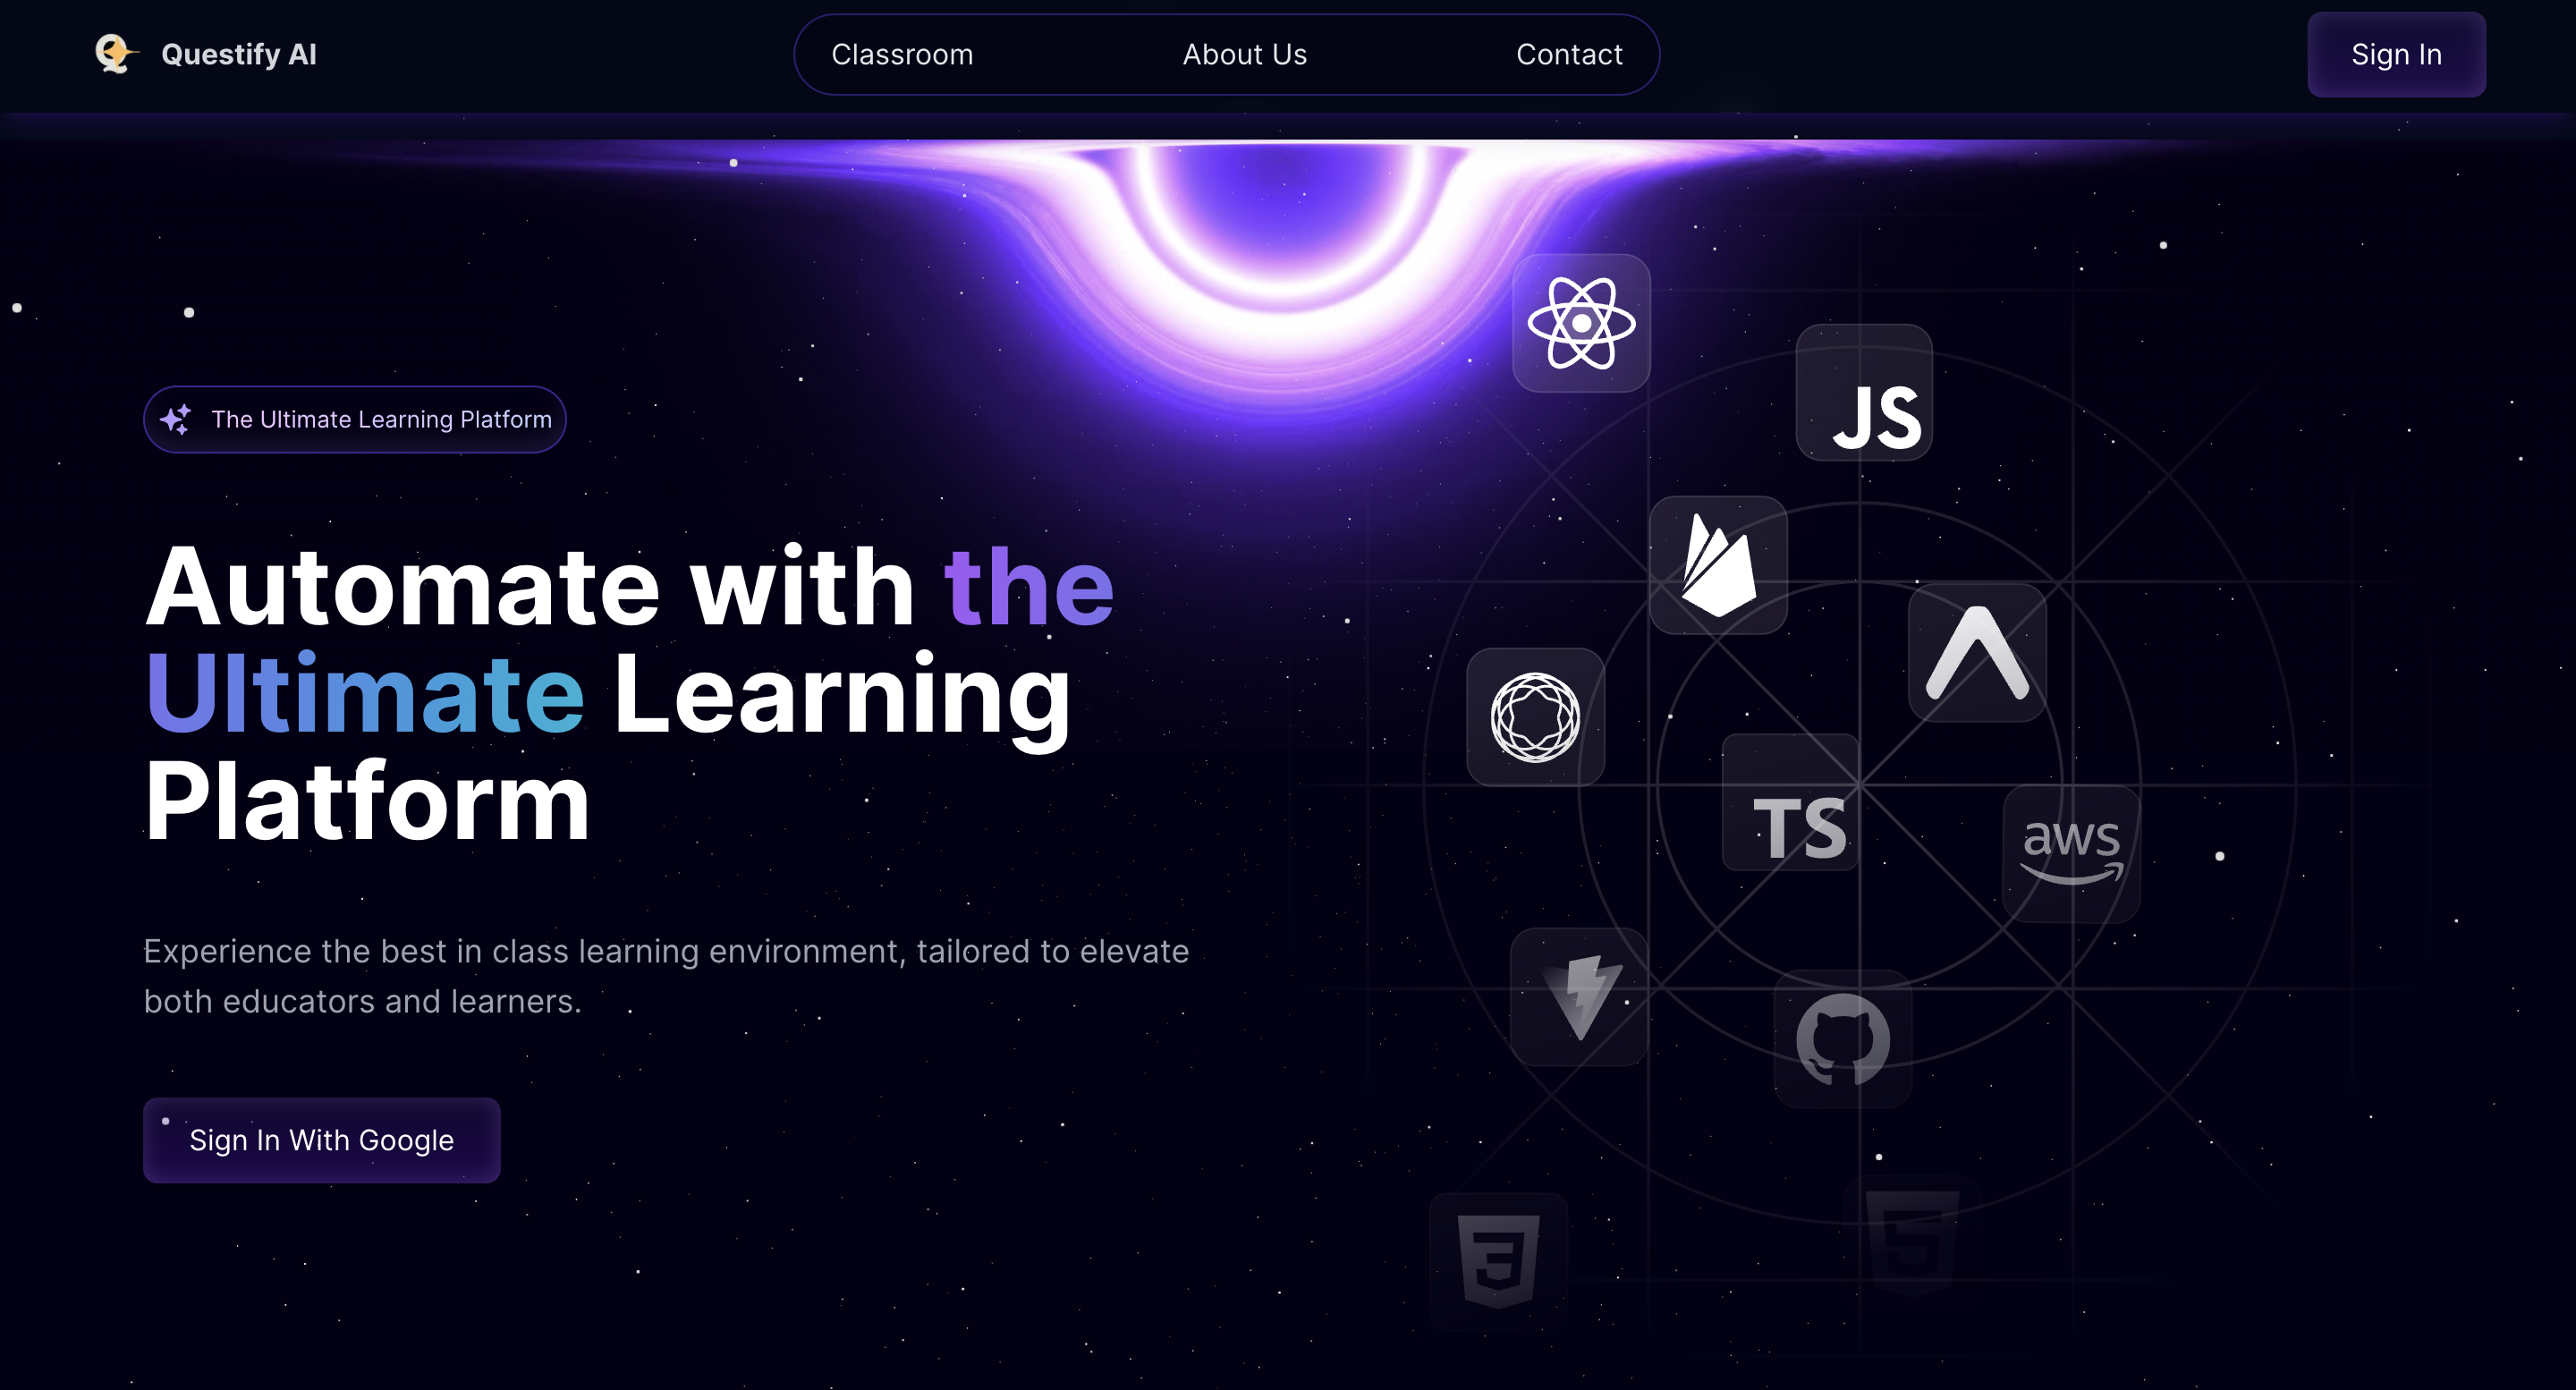 Questify AI
Classroom
About Us
Contact
Sign In
The Ultimate Learning Platform
Automate with the
Ultimate Learning
Platform
Experience the best in class learning environment, tailored to elevate
both educators and learners.
Sign In With Google
JS
TS
aws
3
5